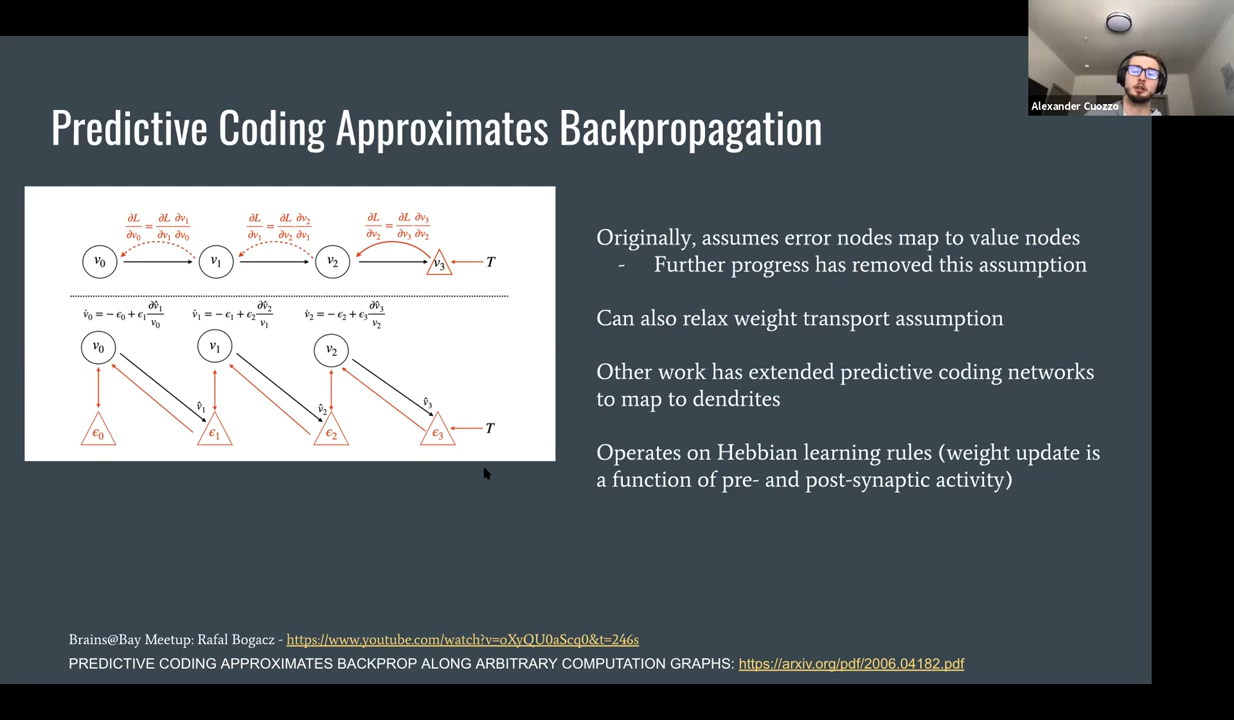 Alexander Cuozzo
Predictive Coding Approximates Backpropagation
∂L/∂v₀ = ∂L/∂v₁ ∂v₁/∂v₀ ∂L/∂v₁ = ∂L/∂v₂ ∂v₂/∂v₁ ∂L/∂v₂ = ∂L/∂v₃ ∂v₃/∂v₂
v₀ v₁ v₂ v₃ T
v̇₀ = −ϵ₀ + ϵ₁ ∂v̂₁/v₀ v̇₁ = −ϵ₁ + ϵ₂ ∂v̂₂/v₁ v̇₂ = −ϵ₂ + ϵ₃ ∂v̂₃/v₂
v₀ v₁ v₂
v̂₁ v̂₂ v̂₃
ϵ₀ ϵ₁ ϵ₂ ϵ₃ T
Originally, assumes error nodes map to value nodes
- Further progress has removed this assumption
Can also relax weight transport assumption
Other work has extended predictive coding networks
to map to dendrites
Operates on Hebbian learning rules (weight update is
a function of pre- and post-synaptic activity)
Brains@Bay Meetup: Rafal Bogacz - https://www.youtube.com/watch?v=oXyQU0aScq0&t=246s
PREDICTIVE CODING APPROXIMATES BACKPROP ALONG ARBITRARY COMPUTATION GRAPHS: https://arxiv.org/pdf/2006.04182.pdf